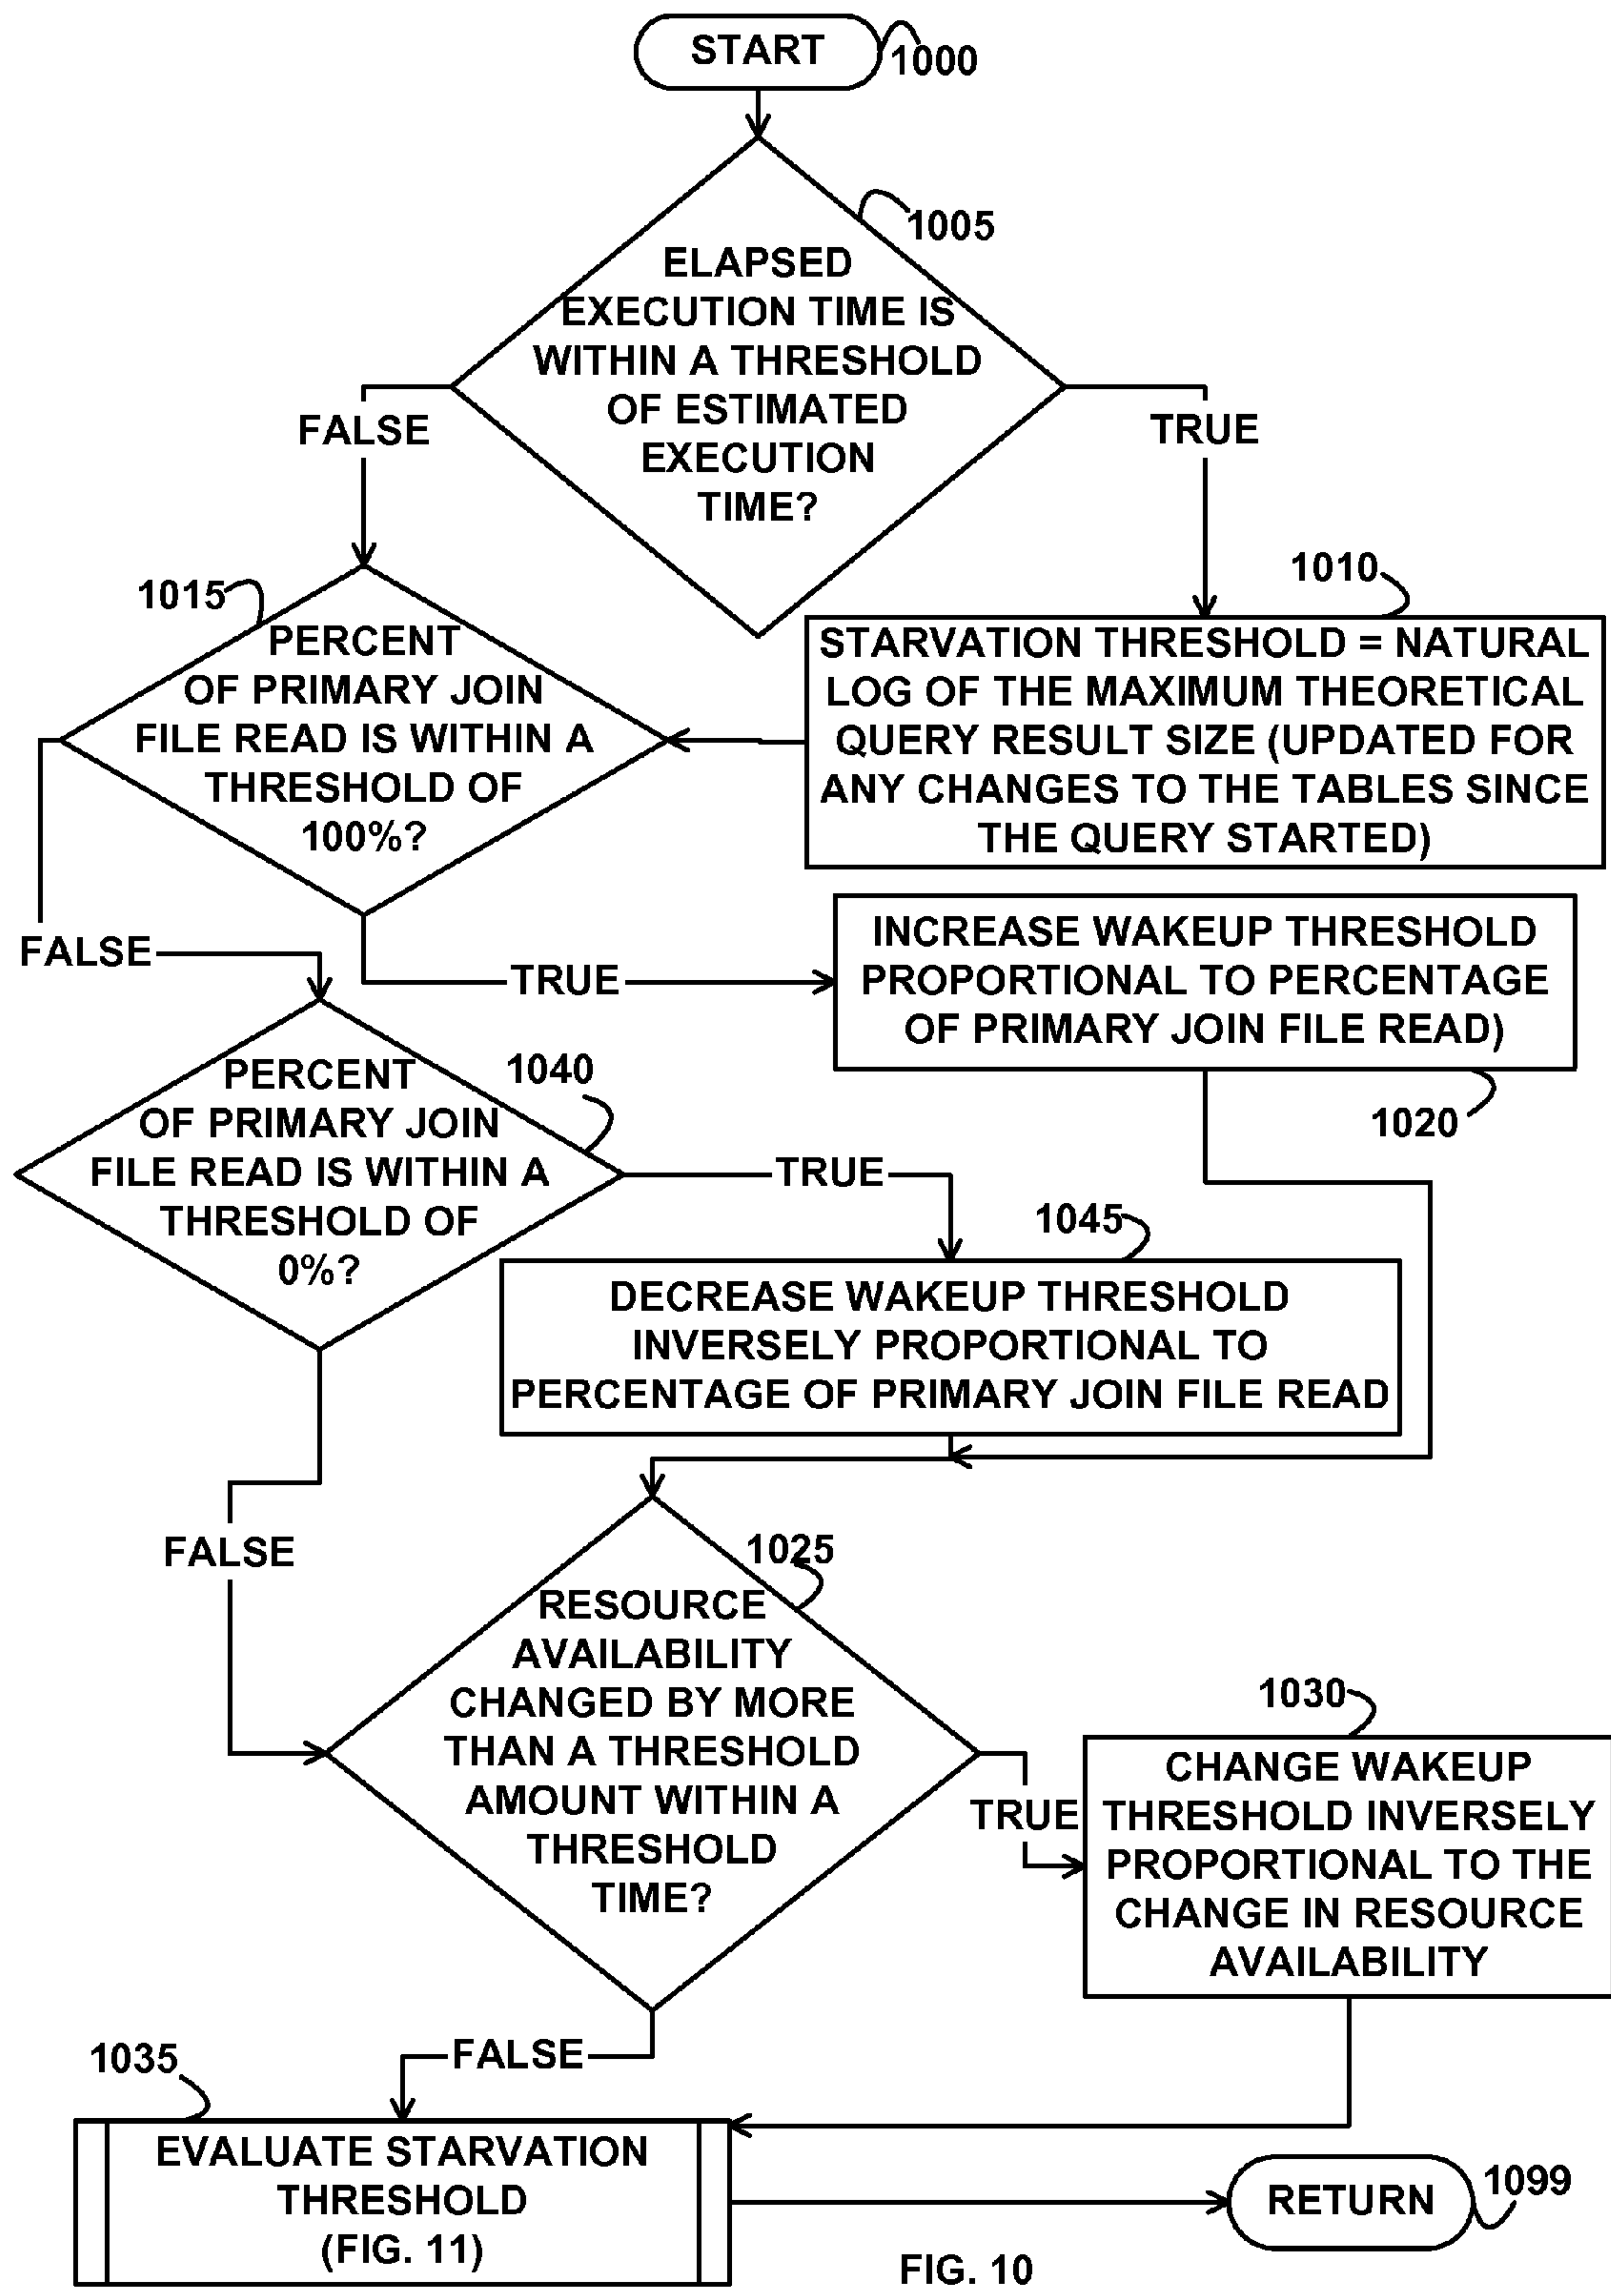 START
1000
1005
ELAPSED
EXECUTION TIME IS
WITHIN A THRESHOLD
OF ESTIMATED
EXECUTION
TIME?
FALSE
TRUE
1010
STARVATION THRESHOLD = NATURAL
LOG OF THE MAXIMUM THEORETICAL
QUERY RESULT SIZE (UPDATED FOR
ANY CHANGES TO THE TABLES SINCE
THE QUERY STARTED)
1015
PERCENT
OF PRIMARY JOIN
FILE READ IS WITHIN A
THRESHOLD OF
100%?
FALSE
TRUE
INCREASE WAKEUP THRESHOLD
PROPORTIONAL TO PERCENTAGE
OF PRIMARY JOIN FILE READ)
1020
1040
PERCENT
OF PRIMARY JOIN
FILE READ IS WITHIN A
THRESHOLD OF
0%?
TRUE
1045
DECREASE WAKEUP THRESHOLD
INVERSELY PROPORTIONAL TO
PERCENTAGE OF PRIMARY JOIN FILE READ
FALSE
1025
RESOURCE
AVAILABILITY
CHANGED BY MORE
THAN A THRESHOLD
AMOUNT WITHIN A
THRESHOLD
TIME?
TRUE
1030
CHANGE WAKEUP
THRESHOLD INVERSELY
PROPORTIONAL TO THE
CHANGE IN RESOURCE
AVAILABILITY
FALSE
1035
EVALUATE STARVATION
THRESHOLD
(FIG. 11)
RETURN
1099
FIG. 10